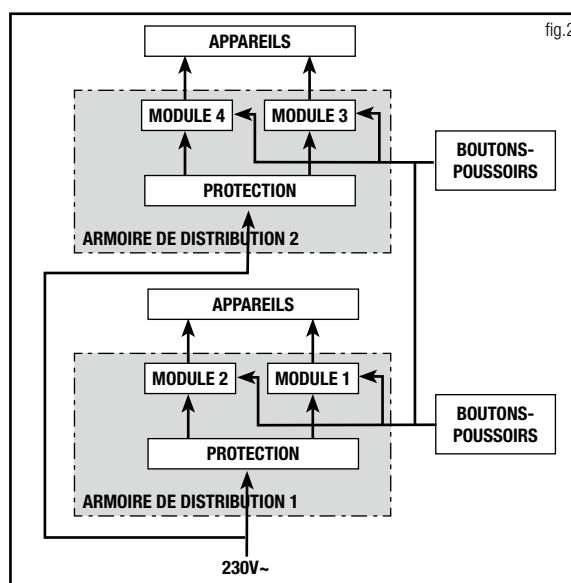 fig.2
APPAREILS
MODULE 4
MODULE 3
BOUTONS-
POUSSOIRS
PROTECTION
ARMOIRE DE DISTRIBUTION 2
APPAREILS
MODULE 2
MODULE 1
BOUTONS-
POUSSOIRS
PROTECTION
ARMOIRE DE DISTRIBUTION 1
230V~